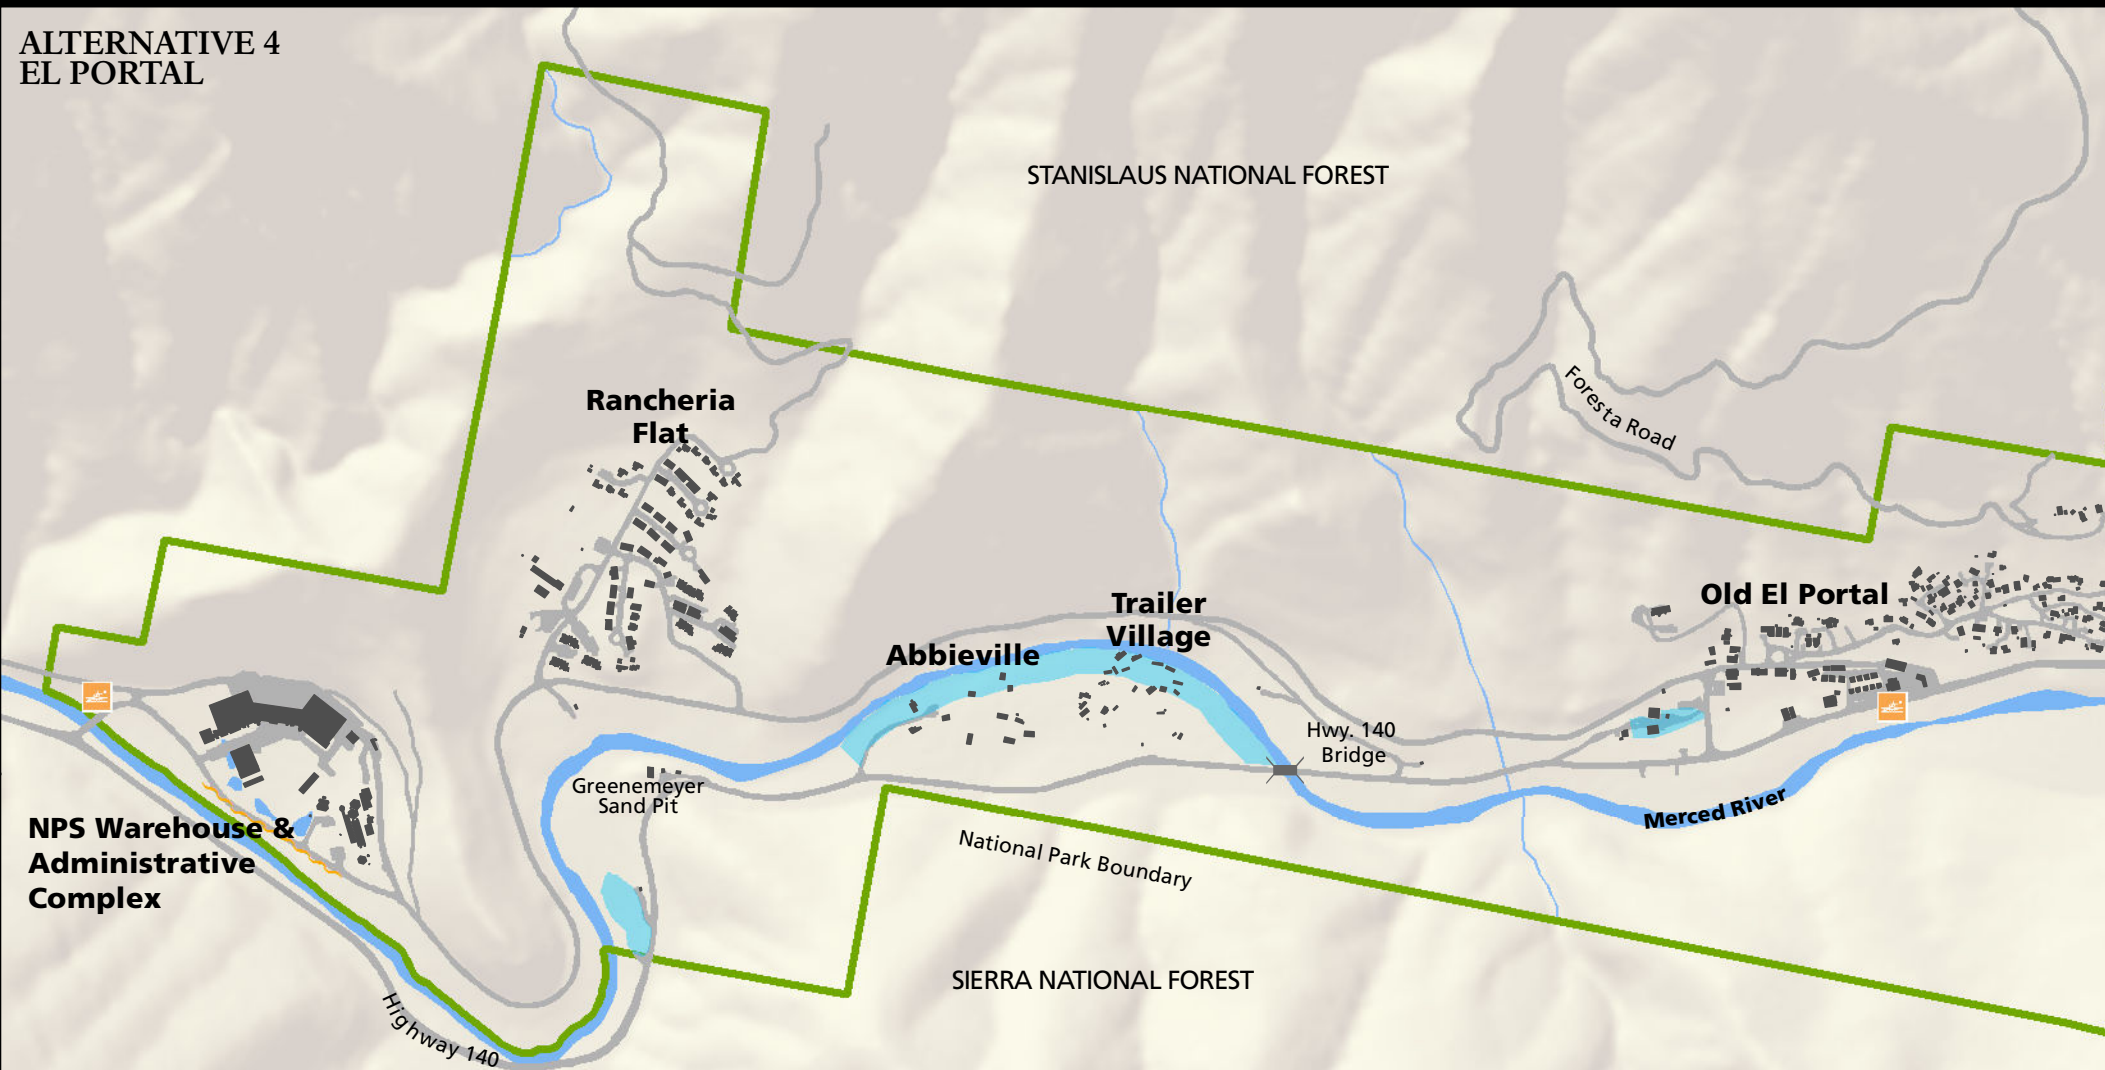 ALTERNATIVE 4
EL PORTAL
STANISLAUS NATIONAL FOREST
Rancheria
Flat
Foresta Road
Old El Portal
Trailer
Village
Abbieville
Hwy. 140
Bridge
Greenemeyer
Sand Pit
Merced River
NPS Warehouse &
Administrative
Complex
National Park Boundary
SIERRA NATIONAL FOREST
Highway 140